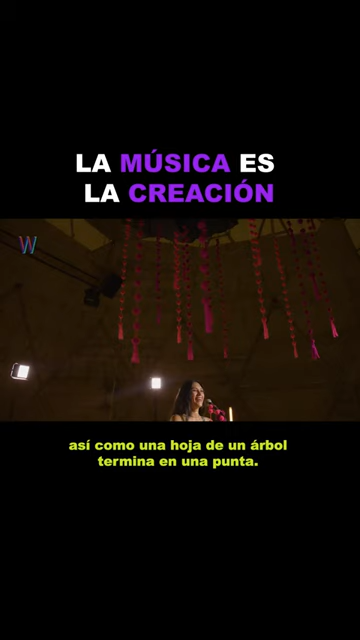 LA MÚSICA ES
LA CREACIÓN
W
así como una hoja de un árbol
termina en una punta.